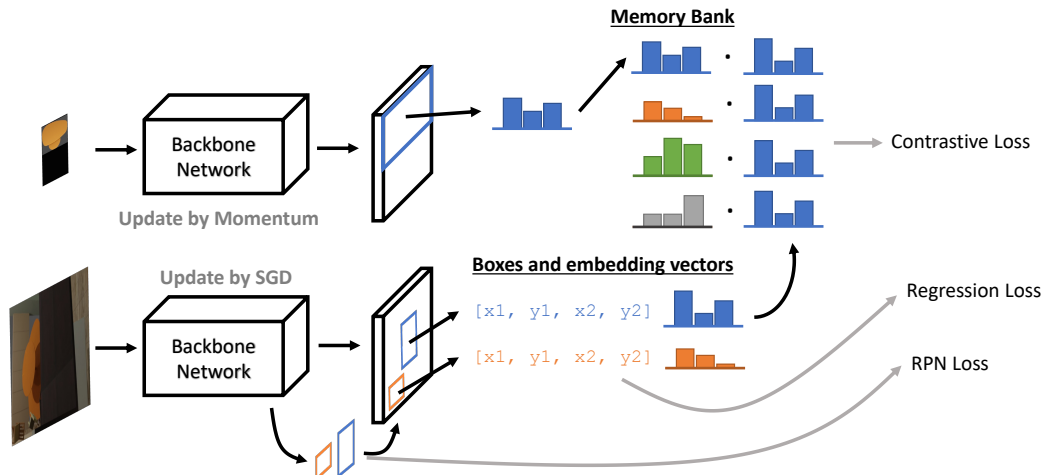 Memory Bank
Backbone
Network
Contrastive Loss
Update by Momentum
Update by SGD
Boxes and embedding vectors
[x1, y1, x2, y2]
Regression Loss
Backbone
Network
[x1, y1, x2, y2]
RPN Loss